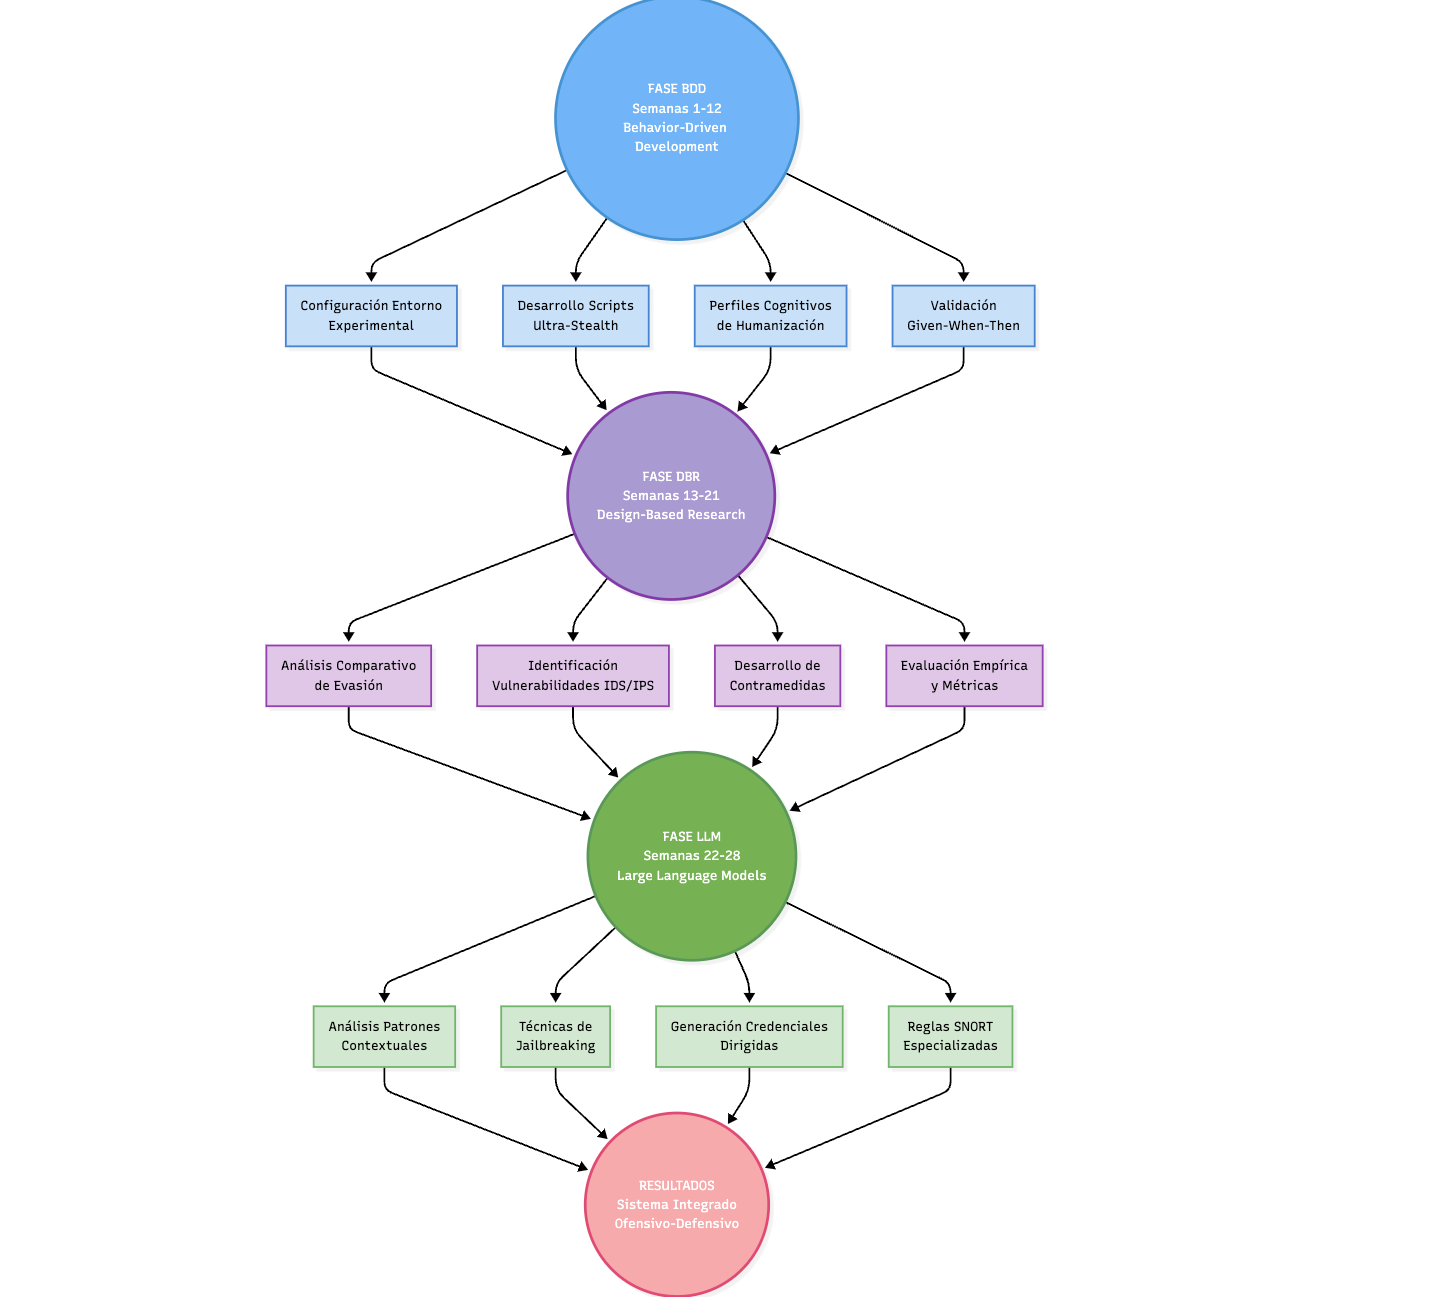 FASE BDD
Semanas 1-12
Behavior-Driven
Development
Configuración Entorno
Experimental
Desarrollo Scripts
Ultra-Stealth
Perfiles Cognitivos
de Humanización
Validación
Given-When-Then
FASE DBR
Semanas 13-21
Design-Based Research
Análisis Comparativo
de Evasión
Identificación
Vulnerabilidades IDS/IPS
Desarrollo de
Contramedidas
Evaluación Empírica
y Métricas
FASE LLM
Semanas 22-28
Large Language Models
Análisis Patrones
Contextuales
Técnicas de
Jailbreaking
Generación Credenciales
Dirigidas
Reglas SNORT
Especializadas
RESULTADOS
Sistema Integrado
Ofensivo-Defensivo